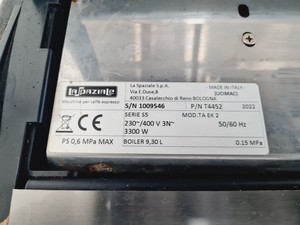 LA SPAZIALE
Macchine per caffè espresso
La Spaziale S.p.A.
Via E.Duse,8
40033 Casalecchio di Reno BOLOGNA
MADE IN ITALY
[UCIMAC]
S/N 1009546
P/N T4452
2022
SERIE S5
MOD.TA EK 2
230~/400 V 3N~
50/60 Hz
3300 W
PS 0,6 MPa MAX
BOILER 9,30 L
0.15 MPa